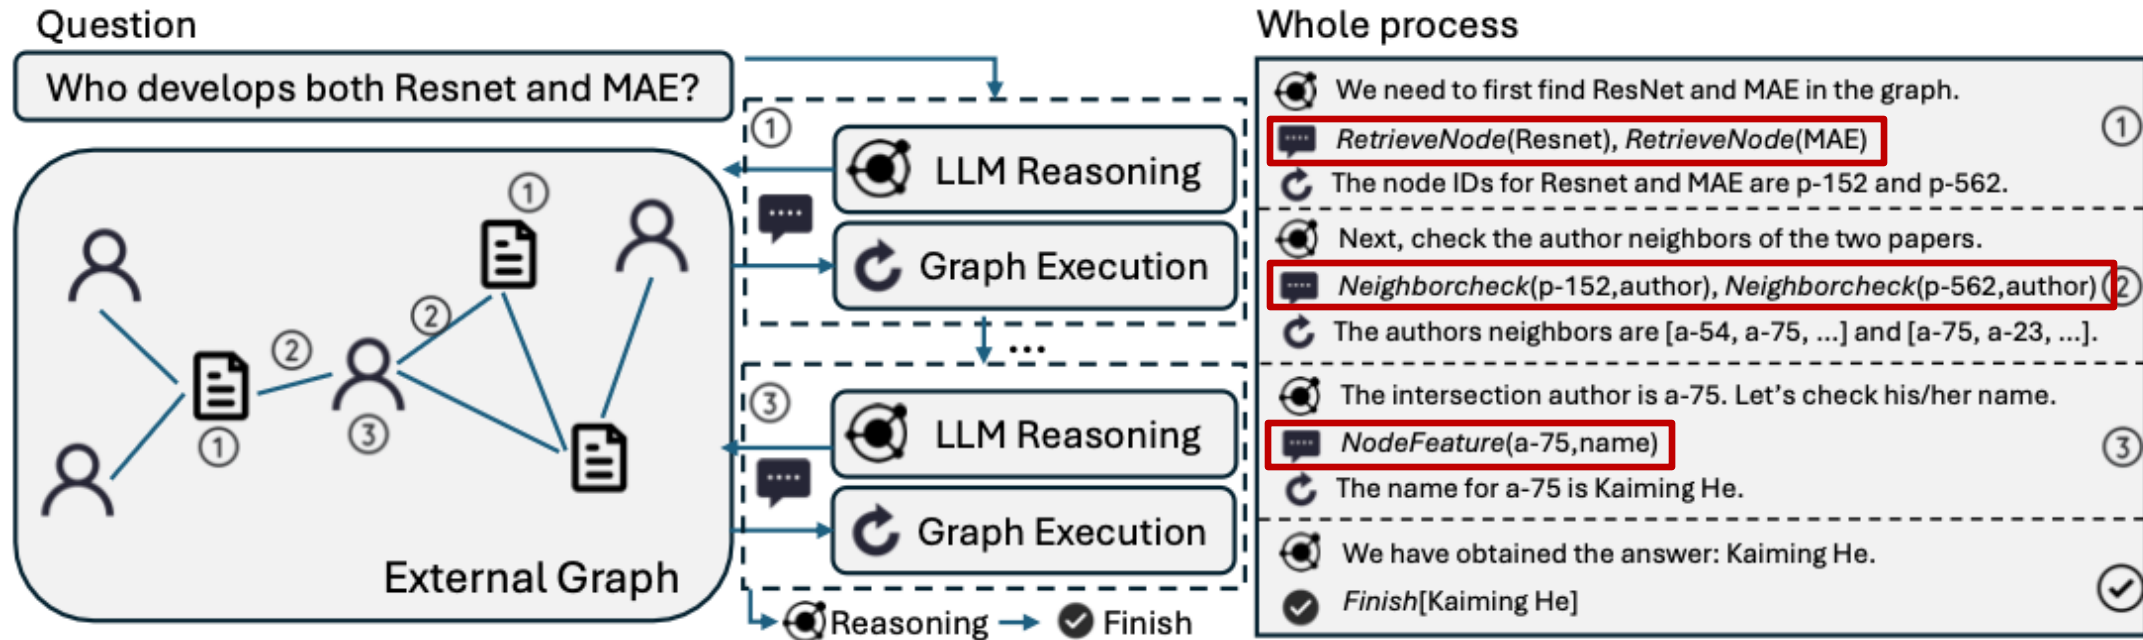 Question
Who develops both Resnet and MAE?
①
②
②
①
③
External Graph
①
LLM Reasoning
Graph Execution
...
③
LLM Reasoning
Graph Execution
Reasoning
Finish
Whole process
We need to first find ResNet and MAE in the graph.
RetrieveNode(Resnet), RetrieveNode(MAE)
①
The node IDs for Resnet and MAE are p-152 and p-562.
Next, check the author neighbors of the two papers.
Neighborcheck(p-152,author), Neighborcheck(p-562,author)
②
The authors neighbors are [a-54, a-75, ...] and [a-75, a-23, ...].
The intersection author is a-75. Let's check his/her name.
NodeFeature(a-75,name)
③
The name for a-75 is Kaiming He.
We have obtained the answer: Kaiming He.
Finish[Kaiming He]